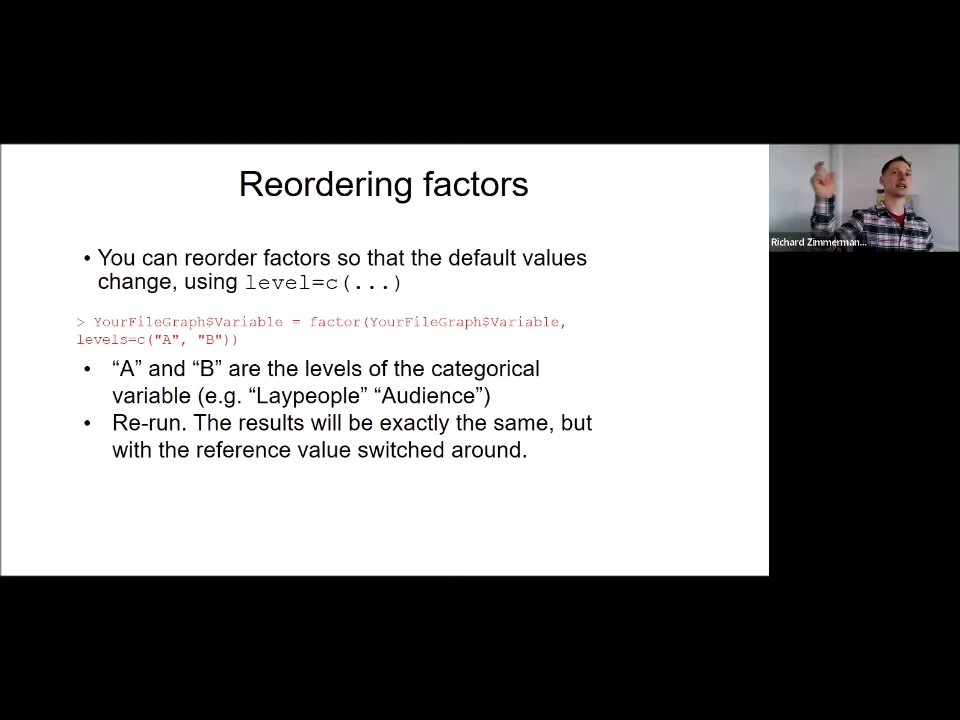 Reordering factors
• You can reorder factors so that the default values
change, using level=c(...)
> YourFileGraph$Variable = factor(YourFileGraph$Variable,
levels=c("A", "B"))
• “A” and “B” are the levels of the categorical
variable (e.g. “Laypeople” “Audience”)
• Re-run. The results will be exactly the same, but
with the reference value switched around.
Richard Zimmerman...